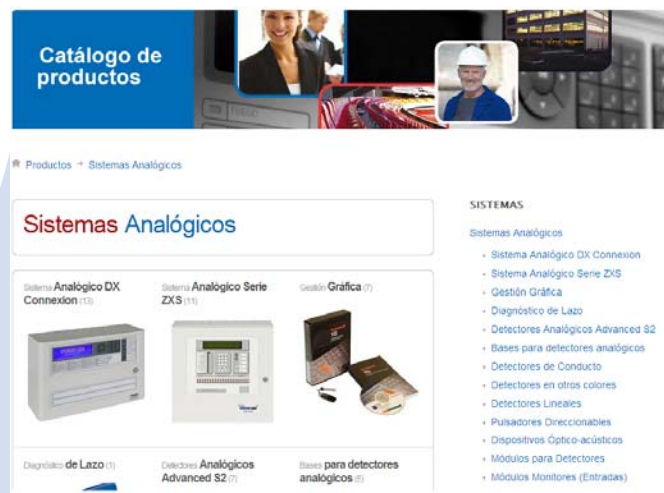 Catálogo de
productos
FUEGO
Productos → Sistemas Analógicos
Sistemas Analógicos
Sistema Analógico DX
Connexion (13)
Sistema Analógico Serie
ZXS (11)
Gestión Gráfica (7)
Diagnóstico de Lazo (1)
Detectores Analógicos
Advanced S2 (7)
Bases para detectores
analógicos (6)
SISTEMAS
Sistemas Analógicos
Sistema Analógico DX Connexion
Sistema Analógico Serie ZXS
Gestión Gráfica
Diagnóstico de Lazo
Detectores Analógicos Advanced S2
Bases para detectores analógicos
Detectores de Conducto
Detectores en otros colores
Detectores Lineales
Pulsadores Direccionables
Dispositivos Óptico-acústicos
Módulos para Detectores
Módulos Monitores (Entradas)